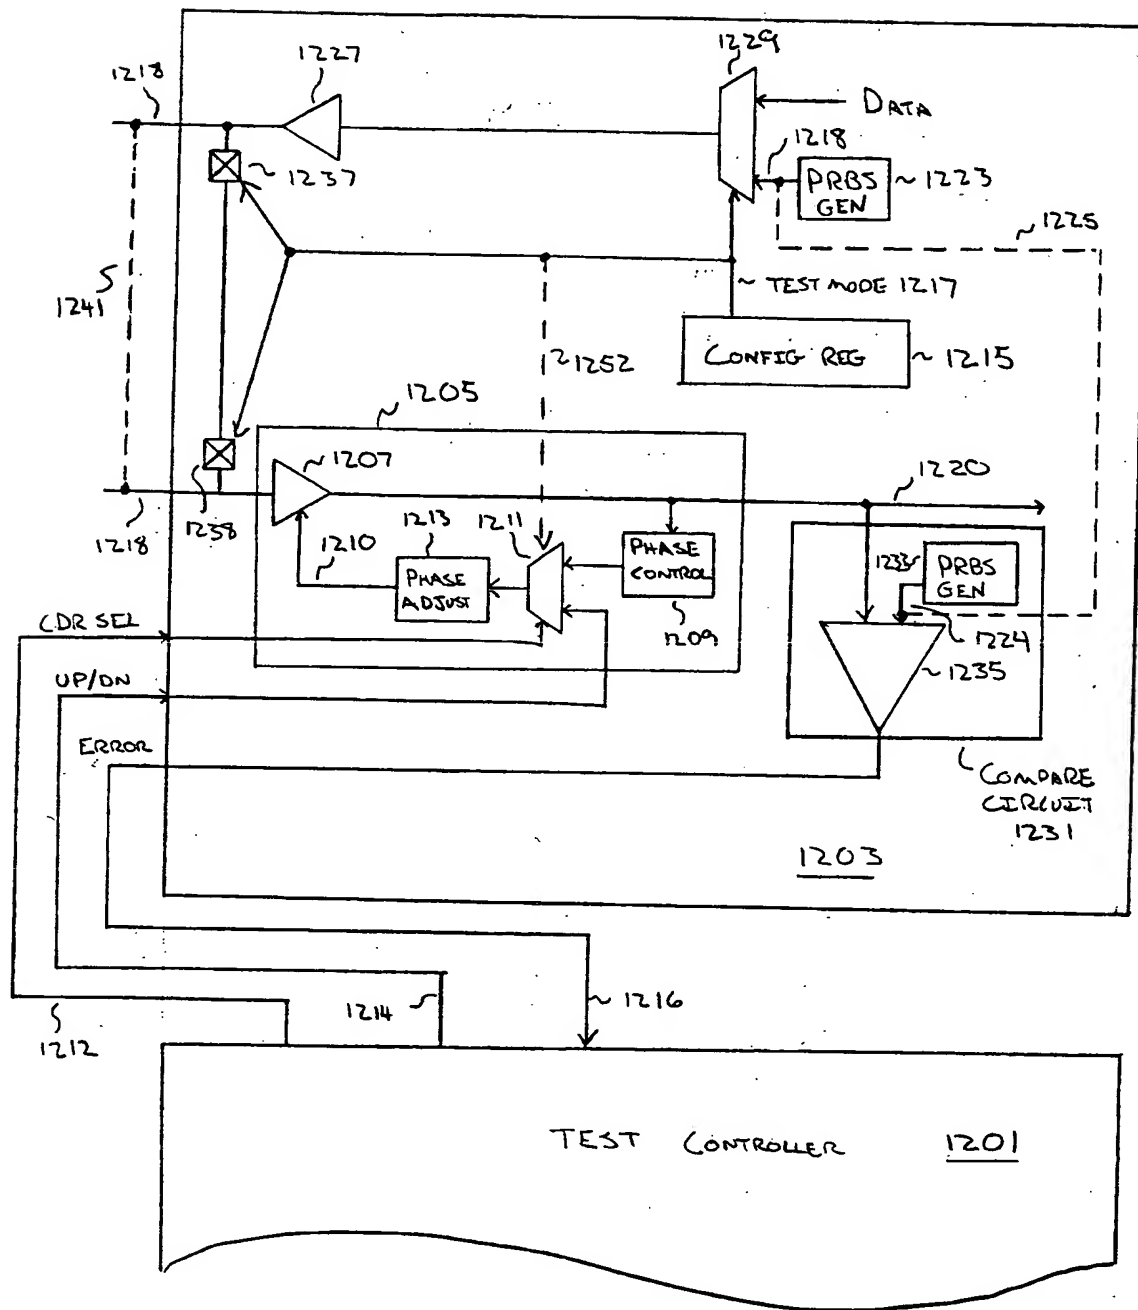 1229
1227
1218
DATA
1218
PRBS
GEN
1223
1237
1225
1241
TEST MODE 1217
CONFIG REG
1215
1252
1205
1207
1220
1238
1218
1213
1211
1210
PHASE
ADJUST
PHASE
CONTROL
1209
1233
PRBS
GEN
1224
1235
CDR SEL
UP/DN
ERROR
COMPARE
CIRCUIT
1231
1203
1212
1214
1216
TEST CONTROLLER 1201